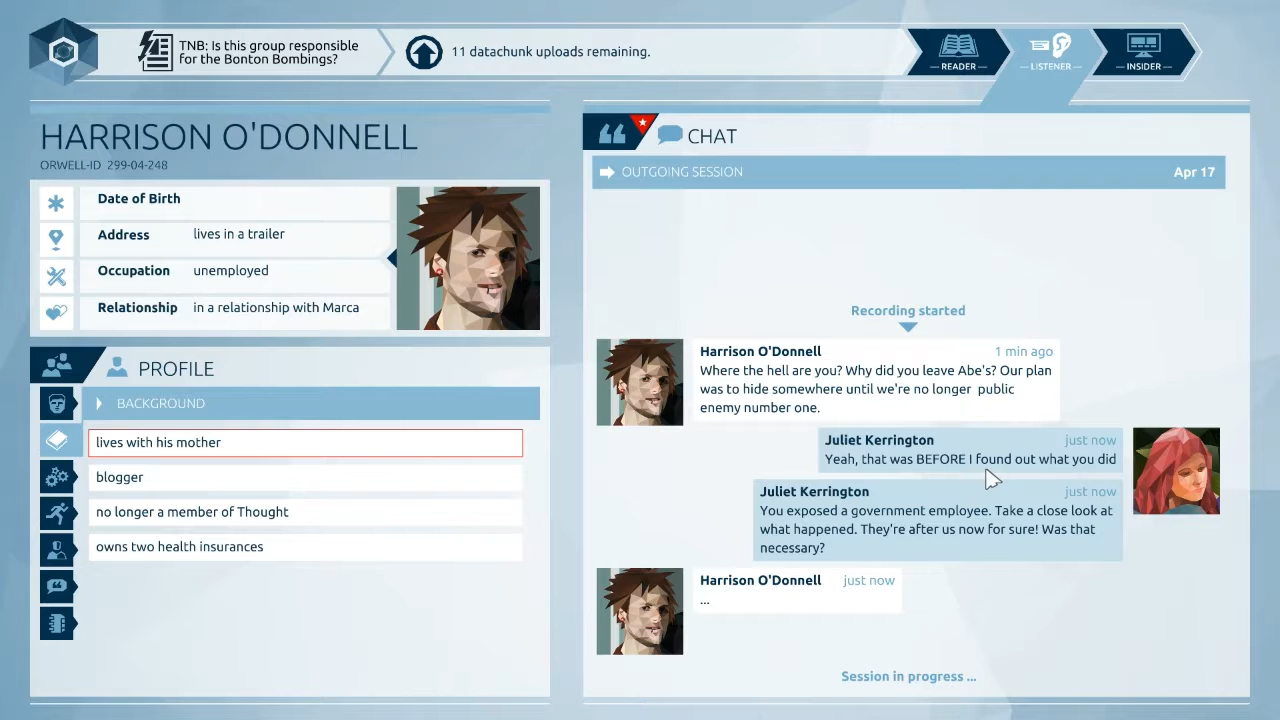 TNB: Is this group responsible
for the Bonton Bombings?
11 datachunk uploads remaining.
READER
LISTENER
INSIDER
HARRISON O'DONNELL
ORWELL-ID 299-04-248
Date of Birth
Address lives in a trailer
Occupation unemployed
Relationship in a relationship with Marca
PROFILE
BACKGROUND
lives with his mother
blogger
no longer a member of Thought
owns two health insurances
CHAT
OUTGOING SESSION Apr 17
Recording started
Harrison O'Donnell 1 min ago
Where the hell are you? Why did you leave Abe's? Our plan
was to hide somewhere until we're no longer public
enemy number one.
Juliet Kerrington just now
Yeah, that was BEFORE I found out what you did
Juliet Kerrington just now
You exposed a government employee. Take a close look at
what happened. They're after us now for sure! Was that
necessary?
Harrison O'Donnell just now
...
Session in progress ...